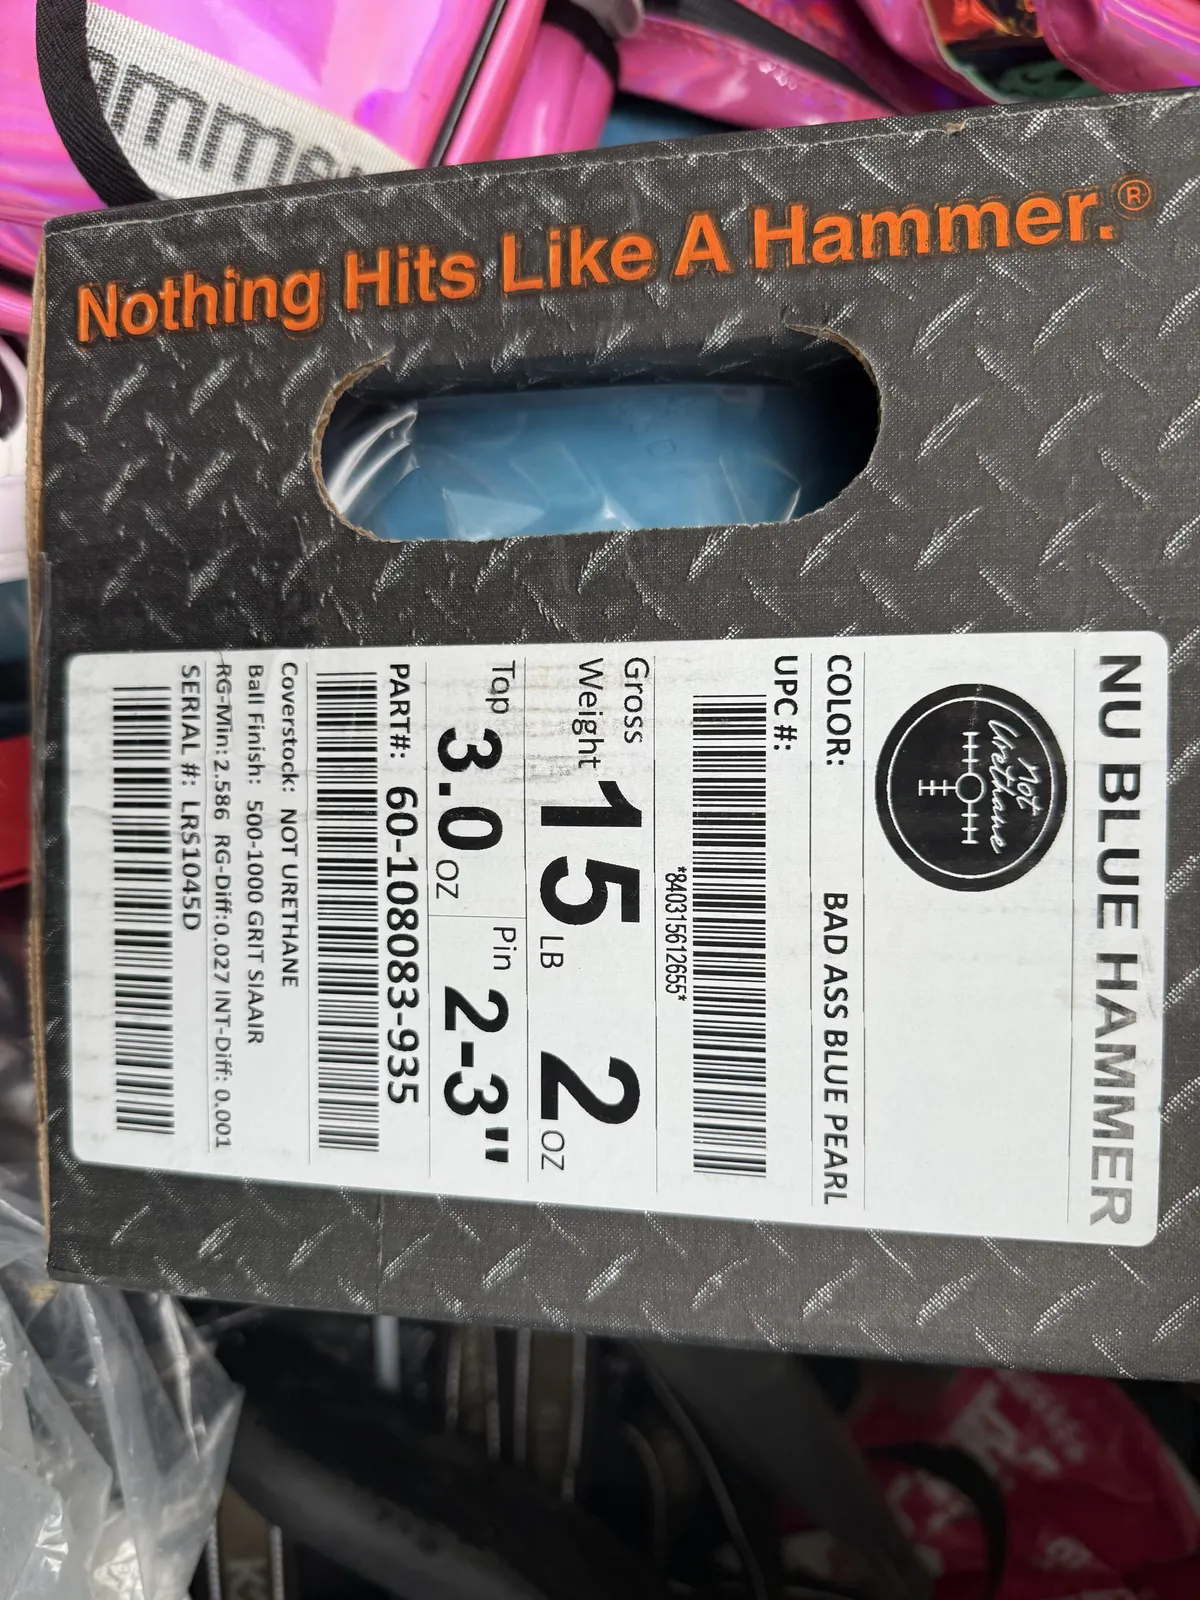 Nothing Hits Like A Hammer.®
NU BLUE HAMMER
Not
Urethane
COLOR: BAD ASS BLUE PEARL
UPC #:
*840315612655*
Gross
Weight 15 LB 2 OZ
Top 3.0 OZ Pin 2-3"
PART#: 60-108083-935
Coverstock: NOT URETHANE
Ball Finish: 500-1000 GRIT SIAAIR
RG-Min: 2.586 RG-Diff: 0.027 INT-Diff: 0.001
SERIAL #: LRS1045D